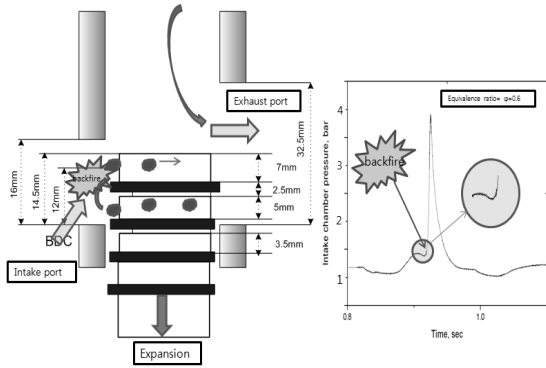 Exhaust port
32.5mm
16mm
14.5mm
12mm
backfire
7mm
2.5mm
5mm
3.5mm
BDC
Intake port
Expansion
Equivalence ratio= φ=0.6
Intake chamber pressure, bar
4
3
2
1
backfire
0.8
1.0
Time, sec